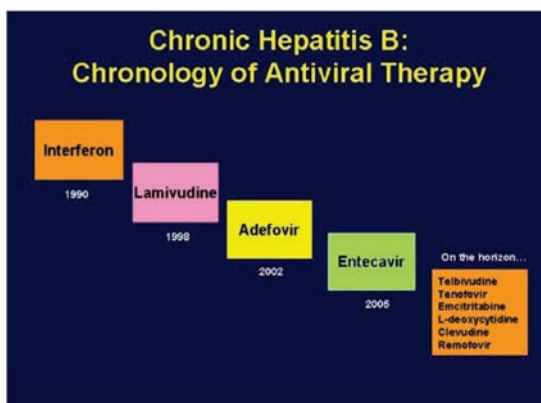 Chronic Hepatitis B:
Chronology of Antiviral Therapy
Interferon
1990
Lamivudine
1998
Adefovir
2002
Entecavir
2005
On the horizon...
Telbivudine
Tenofovir
Emcitritabine
L-deoxycytidine
Clevudine
Remofovir